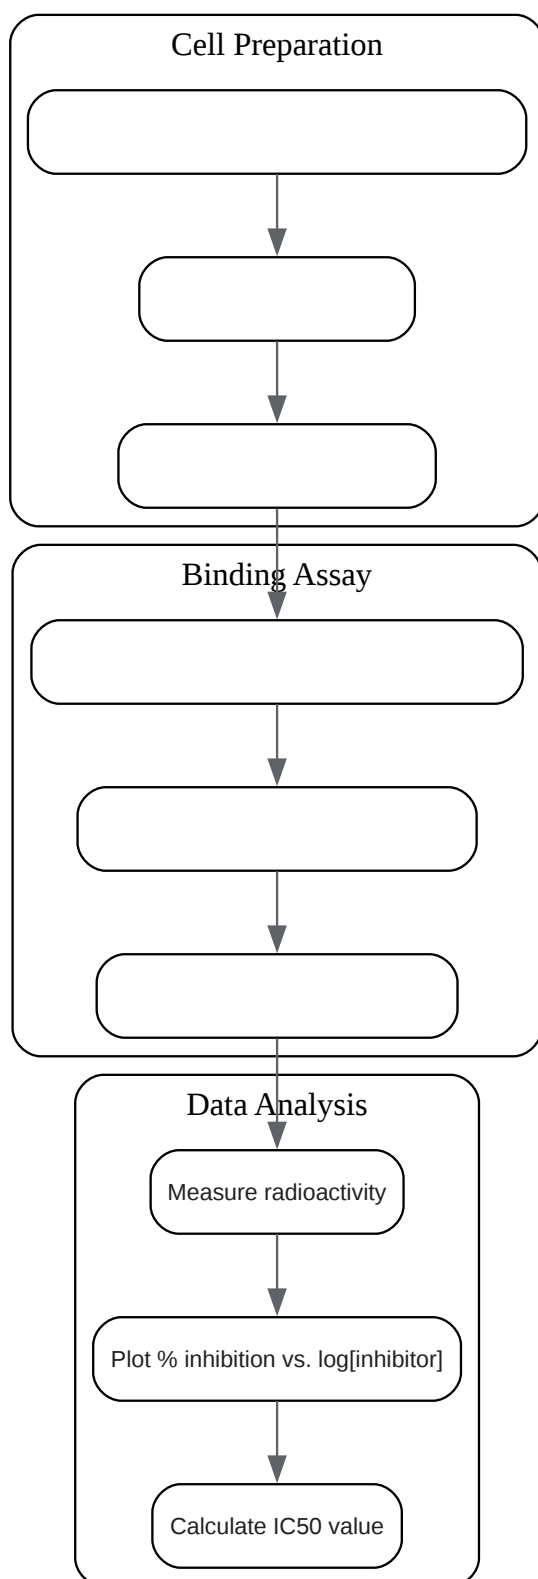 Cell Preparation
Binding Assay
Data Analysis
Measure radioactivity
Plot % inhibition vs. log[inhibitor]
Calculate IC50 value